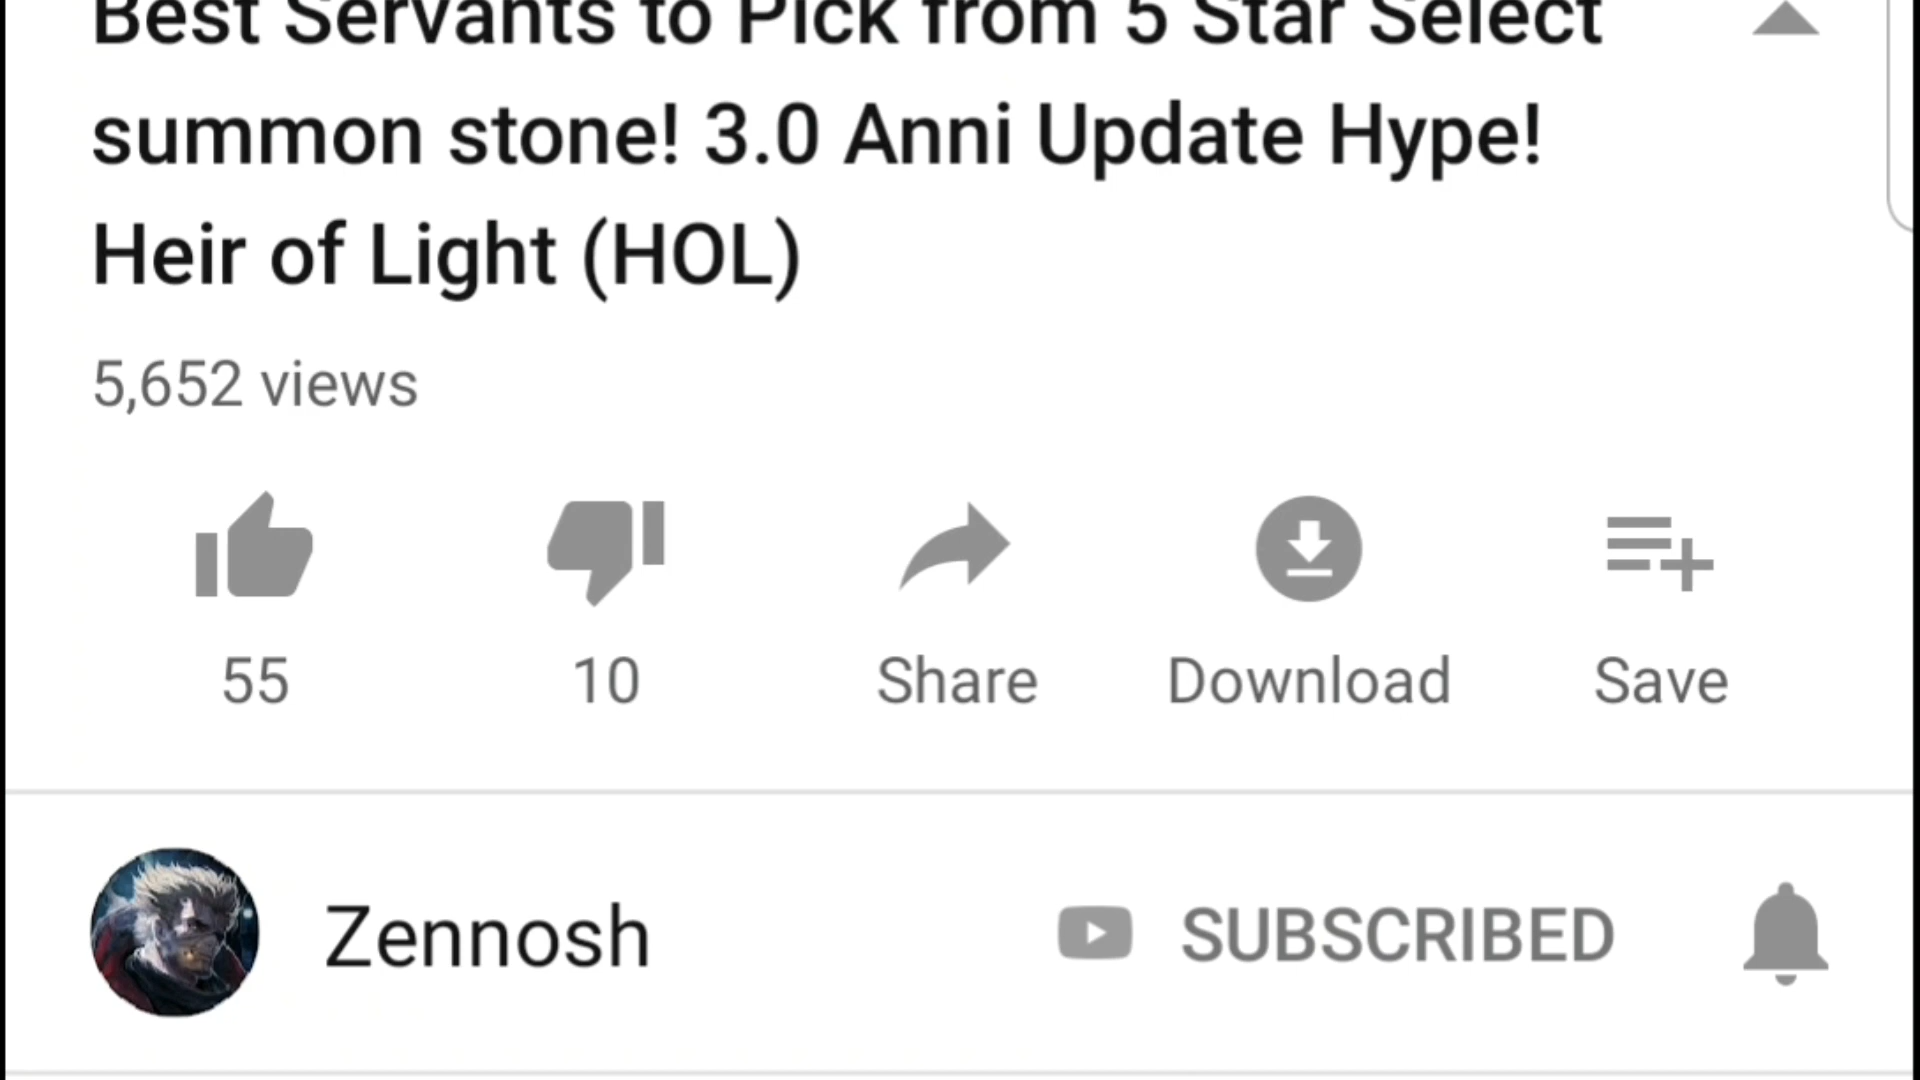 Best Servants to Pick from 5 Star Select
summon stone! 3.0 Anni Update Hype!
Heir of Light (HOL)
5,652 views
55 10 Share Download Save
Zennosh SUBSCRIBED